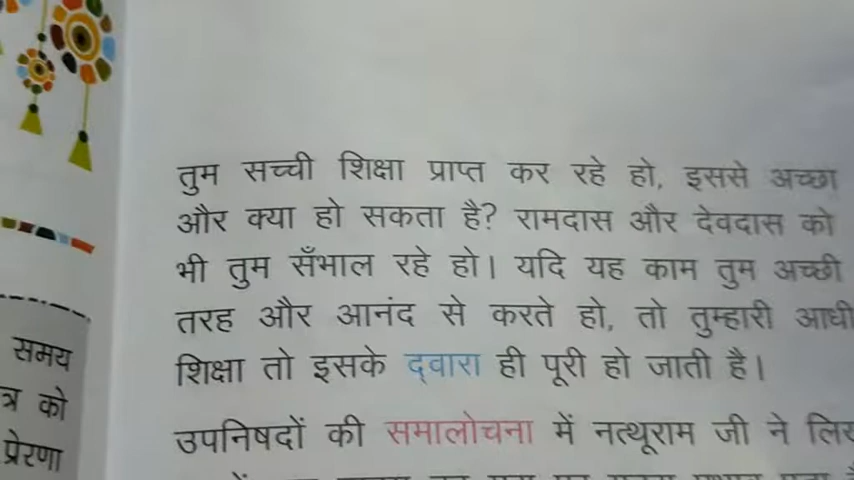 तुम सच्ची शिक्षा प्राप्त कर रहे हो, इससे अच्छा
और क्या हो सकता है? रामदास और देवदास को
भी तुम सँभाल रहे हो। यदि यह काम तुम अच्छी
तरह और आनंद से करते हो, तो तुम्हारी आधी
शिक्षा तो इसके द्‌वारा ही पूरी हो जाती है।
उपनिषदों की समालोचना में नत्थूराम जी ने
समय
को
प्रेरणा